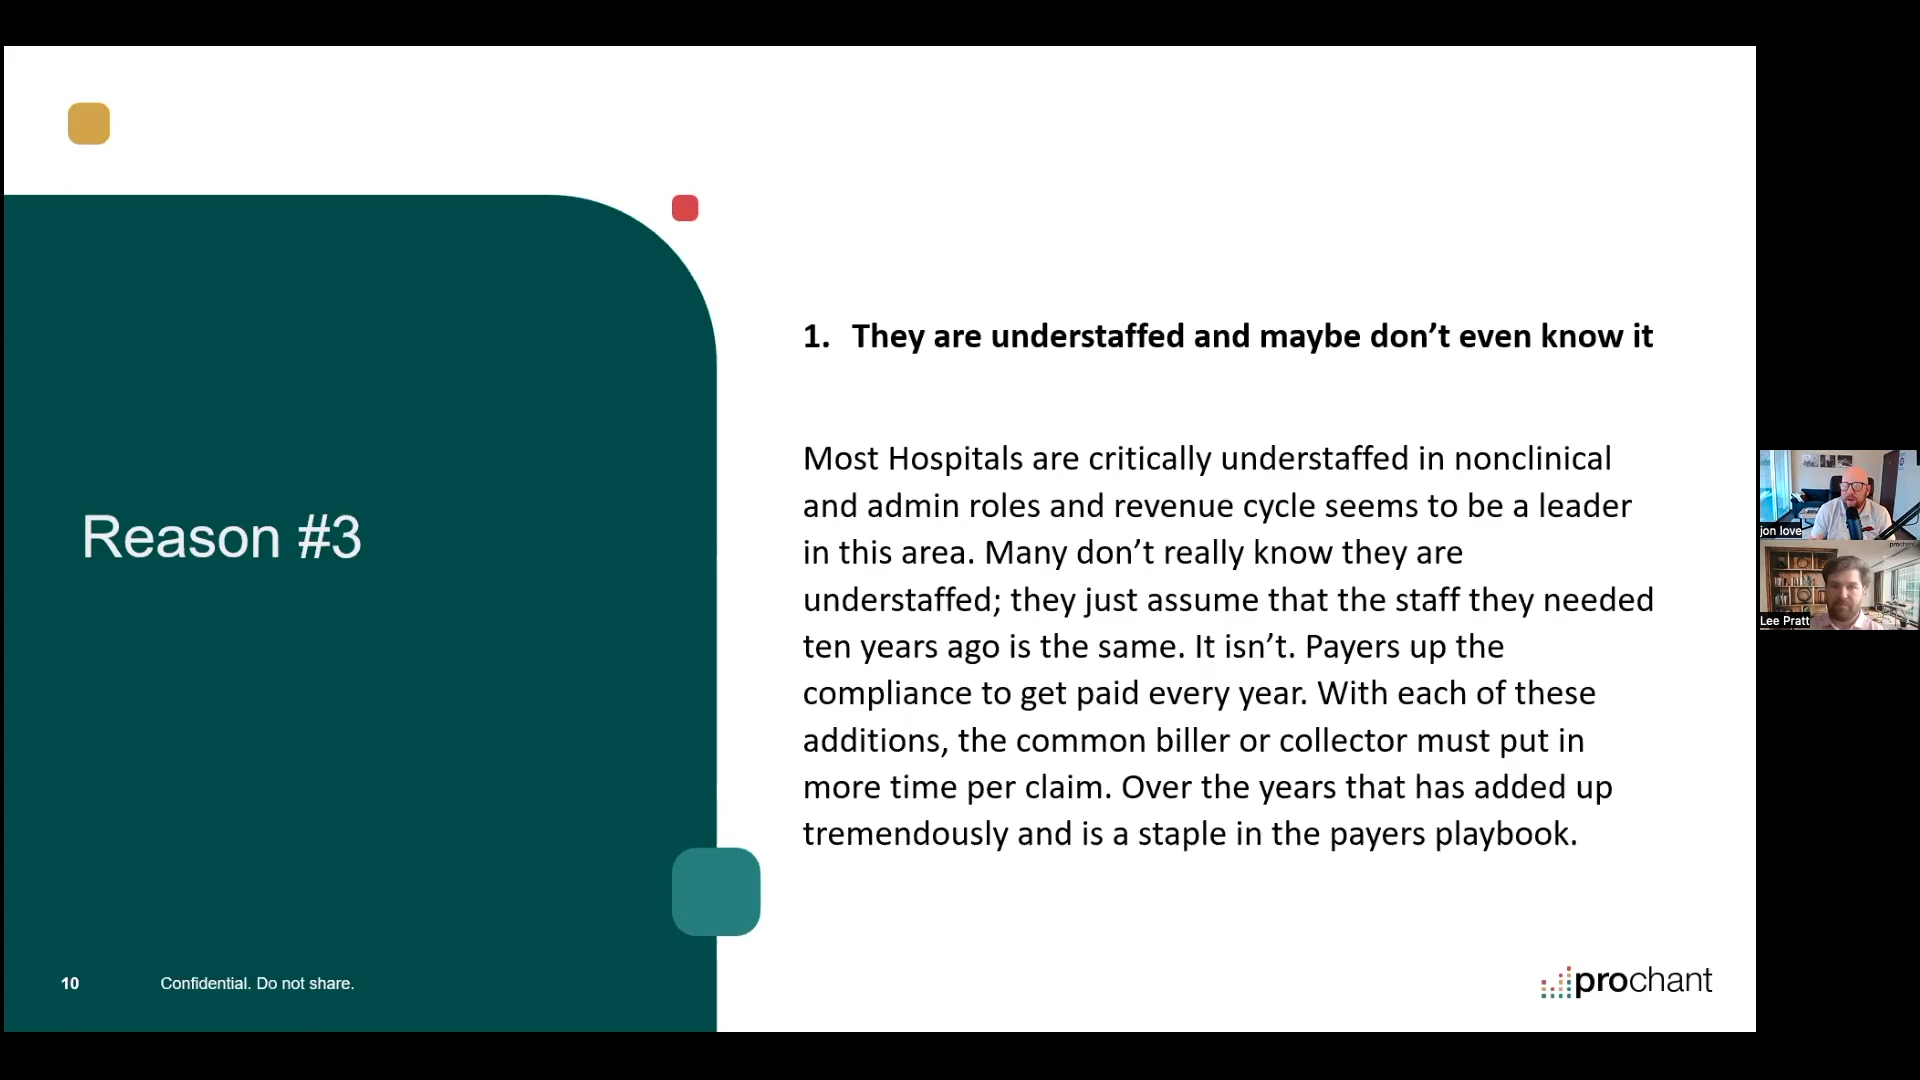 Reason #3
1. They are understaffed and maybe don’t even know it
Most Hospitals are critically understaffed in nonclinical
and admin roles and revenue cycle seems to be a leader
in this area. Many don’t really know they are
understaffed; they just assume that the staff they needed
ten years ago is the same. It isn’t. Payers up the
compliance to get paid every year. With each of these
additions, the common biller or collector must put in
more time per claim. Over the years that has added up
tremendously and is a staple in the payers playbook.
10 Confidential. Do not share.
prochant
jon love
prochant
Lee Pratt